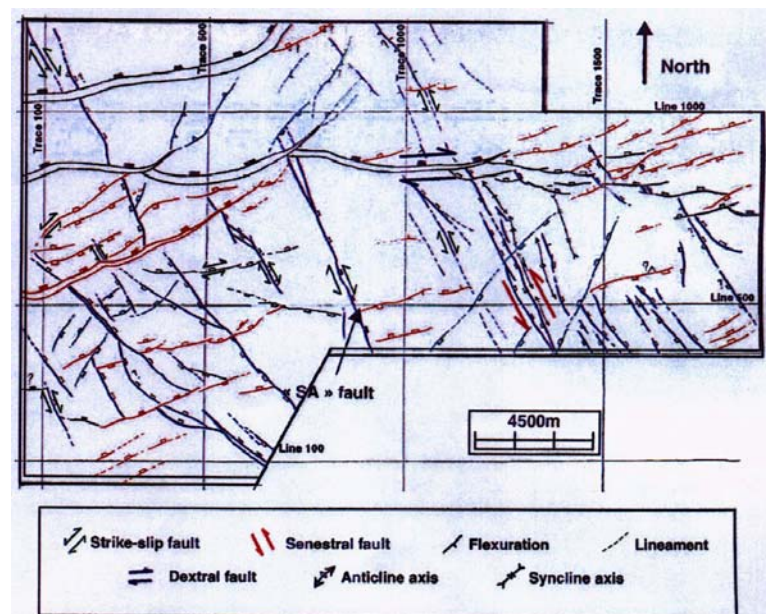 Trace 100
Trace 500
Trace 1000
Trace 1500
North
Line 1000
?
?
?
Line 500
?
« SA » fault
4500m
Line 100
Strike-slip fault
Senestral fault
Flexuration
Lineament
Dextral fault
Anticline axis
Syncline axis